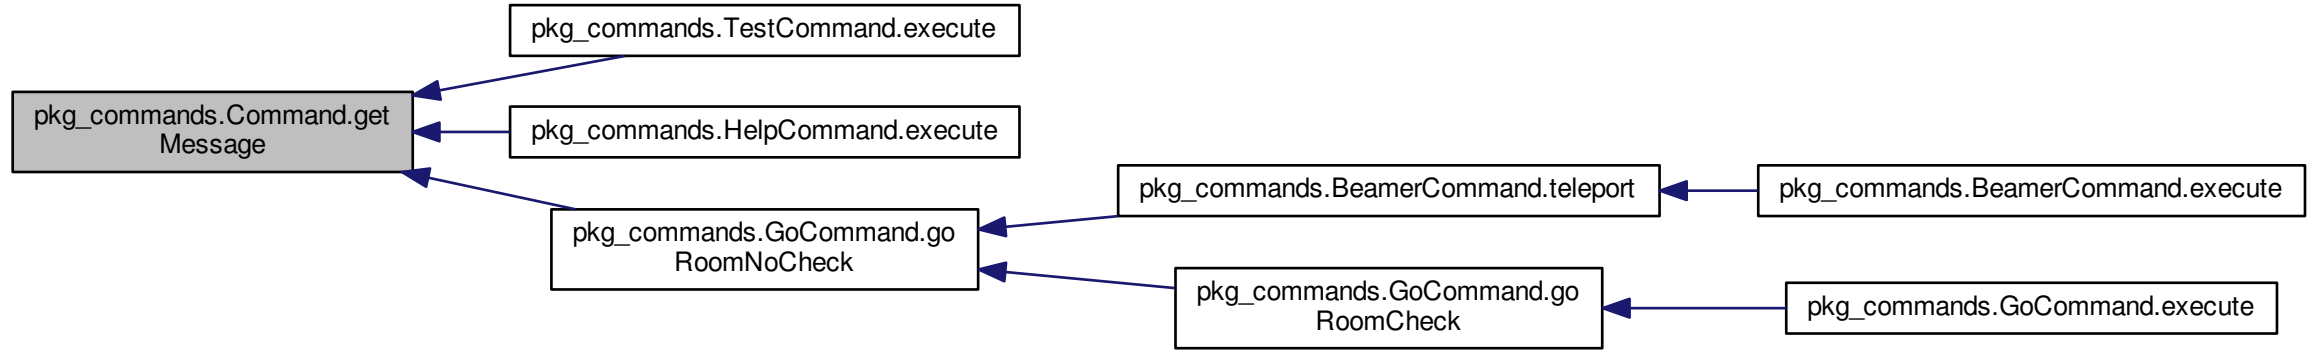 pkg_commands.TestCommand.execute
pkg_commands.Command.get
Message
pkg_commands.HelpCommand.execute
pkg_commands.GoCommand.go
RoomNoCheck
pkg_commands.BeamerCommand.teleport
pkg_commands.BeamerCommand.execute
pkg_commands.GoCommand.go
RoomCheck
pkg_commands.GoCommand.execute